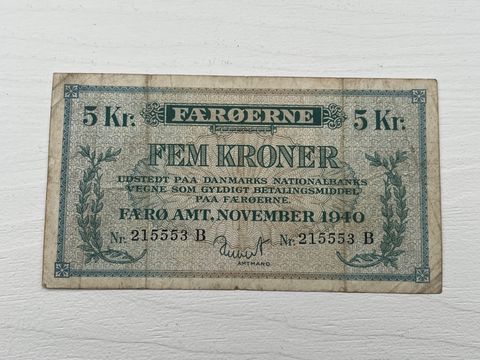 5 Kr. FÆRØERNE 5 Kr.
FEM KRONER
UDSTEDT PAA DANMARKS NATIONALBANKS
VEGNE SOM GYLDIGT BETALINGSMIDDEL
PAA FÆRØERNE.
FÆRØ AMT, NOVEMBER 1940
Nr. 215553 B Nr. 215553 B
AMTMAND